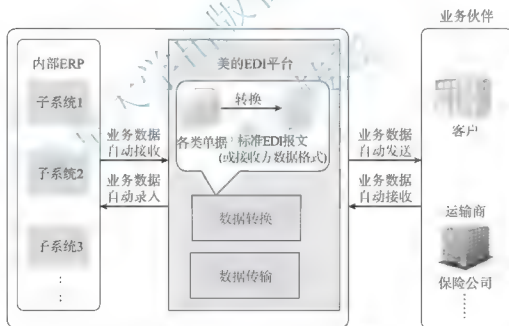 业务伙伴
内部ERP
美的EDI平台
子系统1
转换
各类单据
标准EDI报文
(或接收方数据格式)
业务数据
自动接收
业务数据
自动发送
客户
子系统2
业务数据
自动录入
业务数据
自动接收
数据转换
运输商
子系统3
数据传输
保险公司